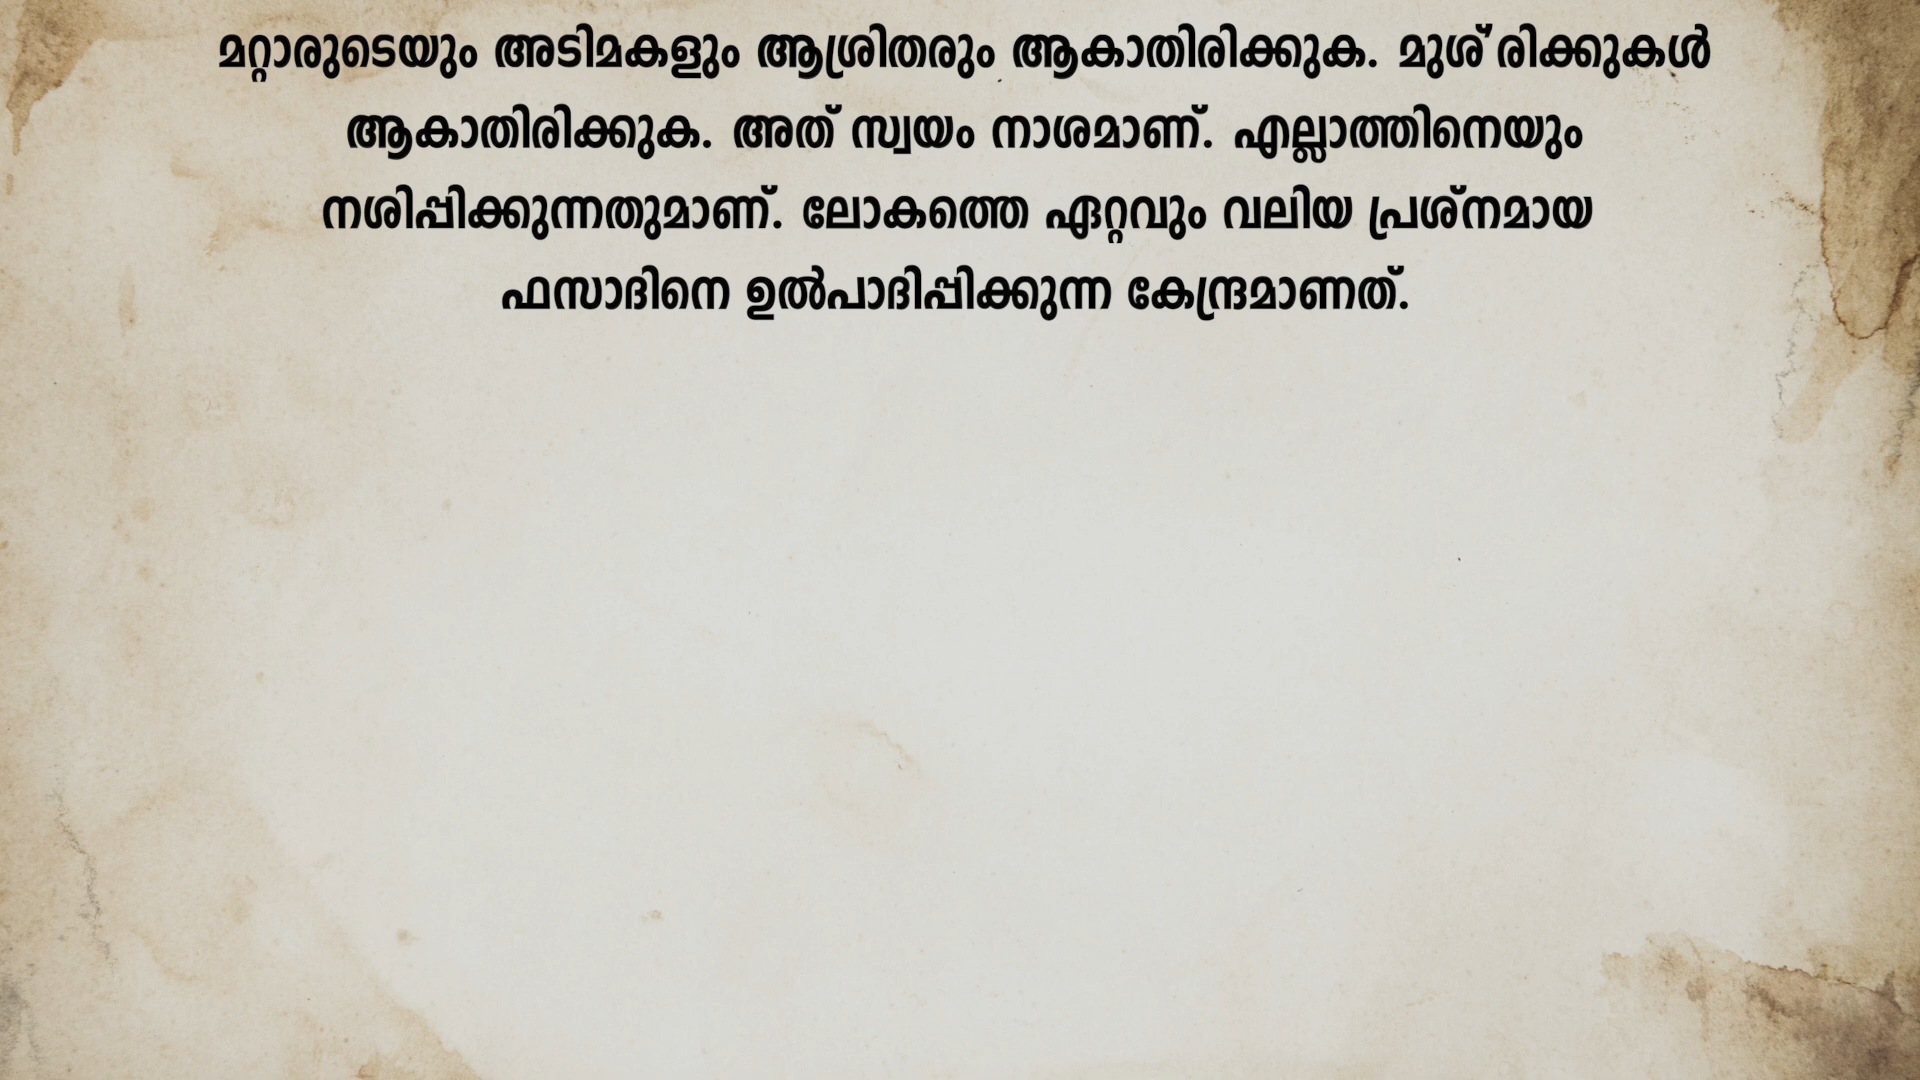 മറ്റാരുടെയും അടിമകളും ആശ്രിതരും ആകാതിരിക്കുക. മുശ്‌'രിക്കുകൾ
ആകാതിരിക്കുക. അത് സ്വയം നാശമാണ്. എല്ലാത്തിനെയും
നശിപ്പിക്കുന്നതുമാണ്. ലോകത്തെ ഏറ്റവും വലിയ പ്രശ്നമായ
ഫസാദിനെ ഉൽപാദിപ്പിക്കുന്ന കേന്ദ്രമാണത്.